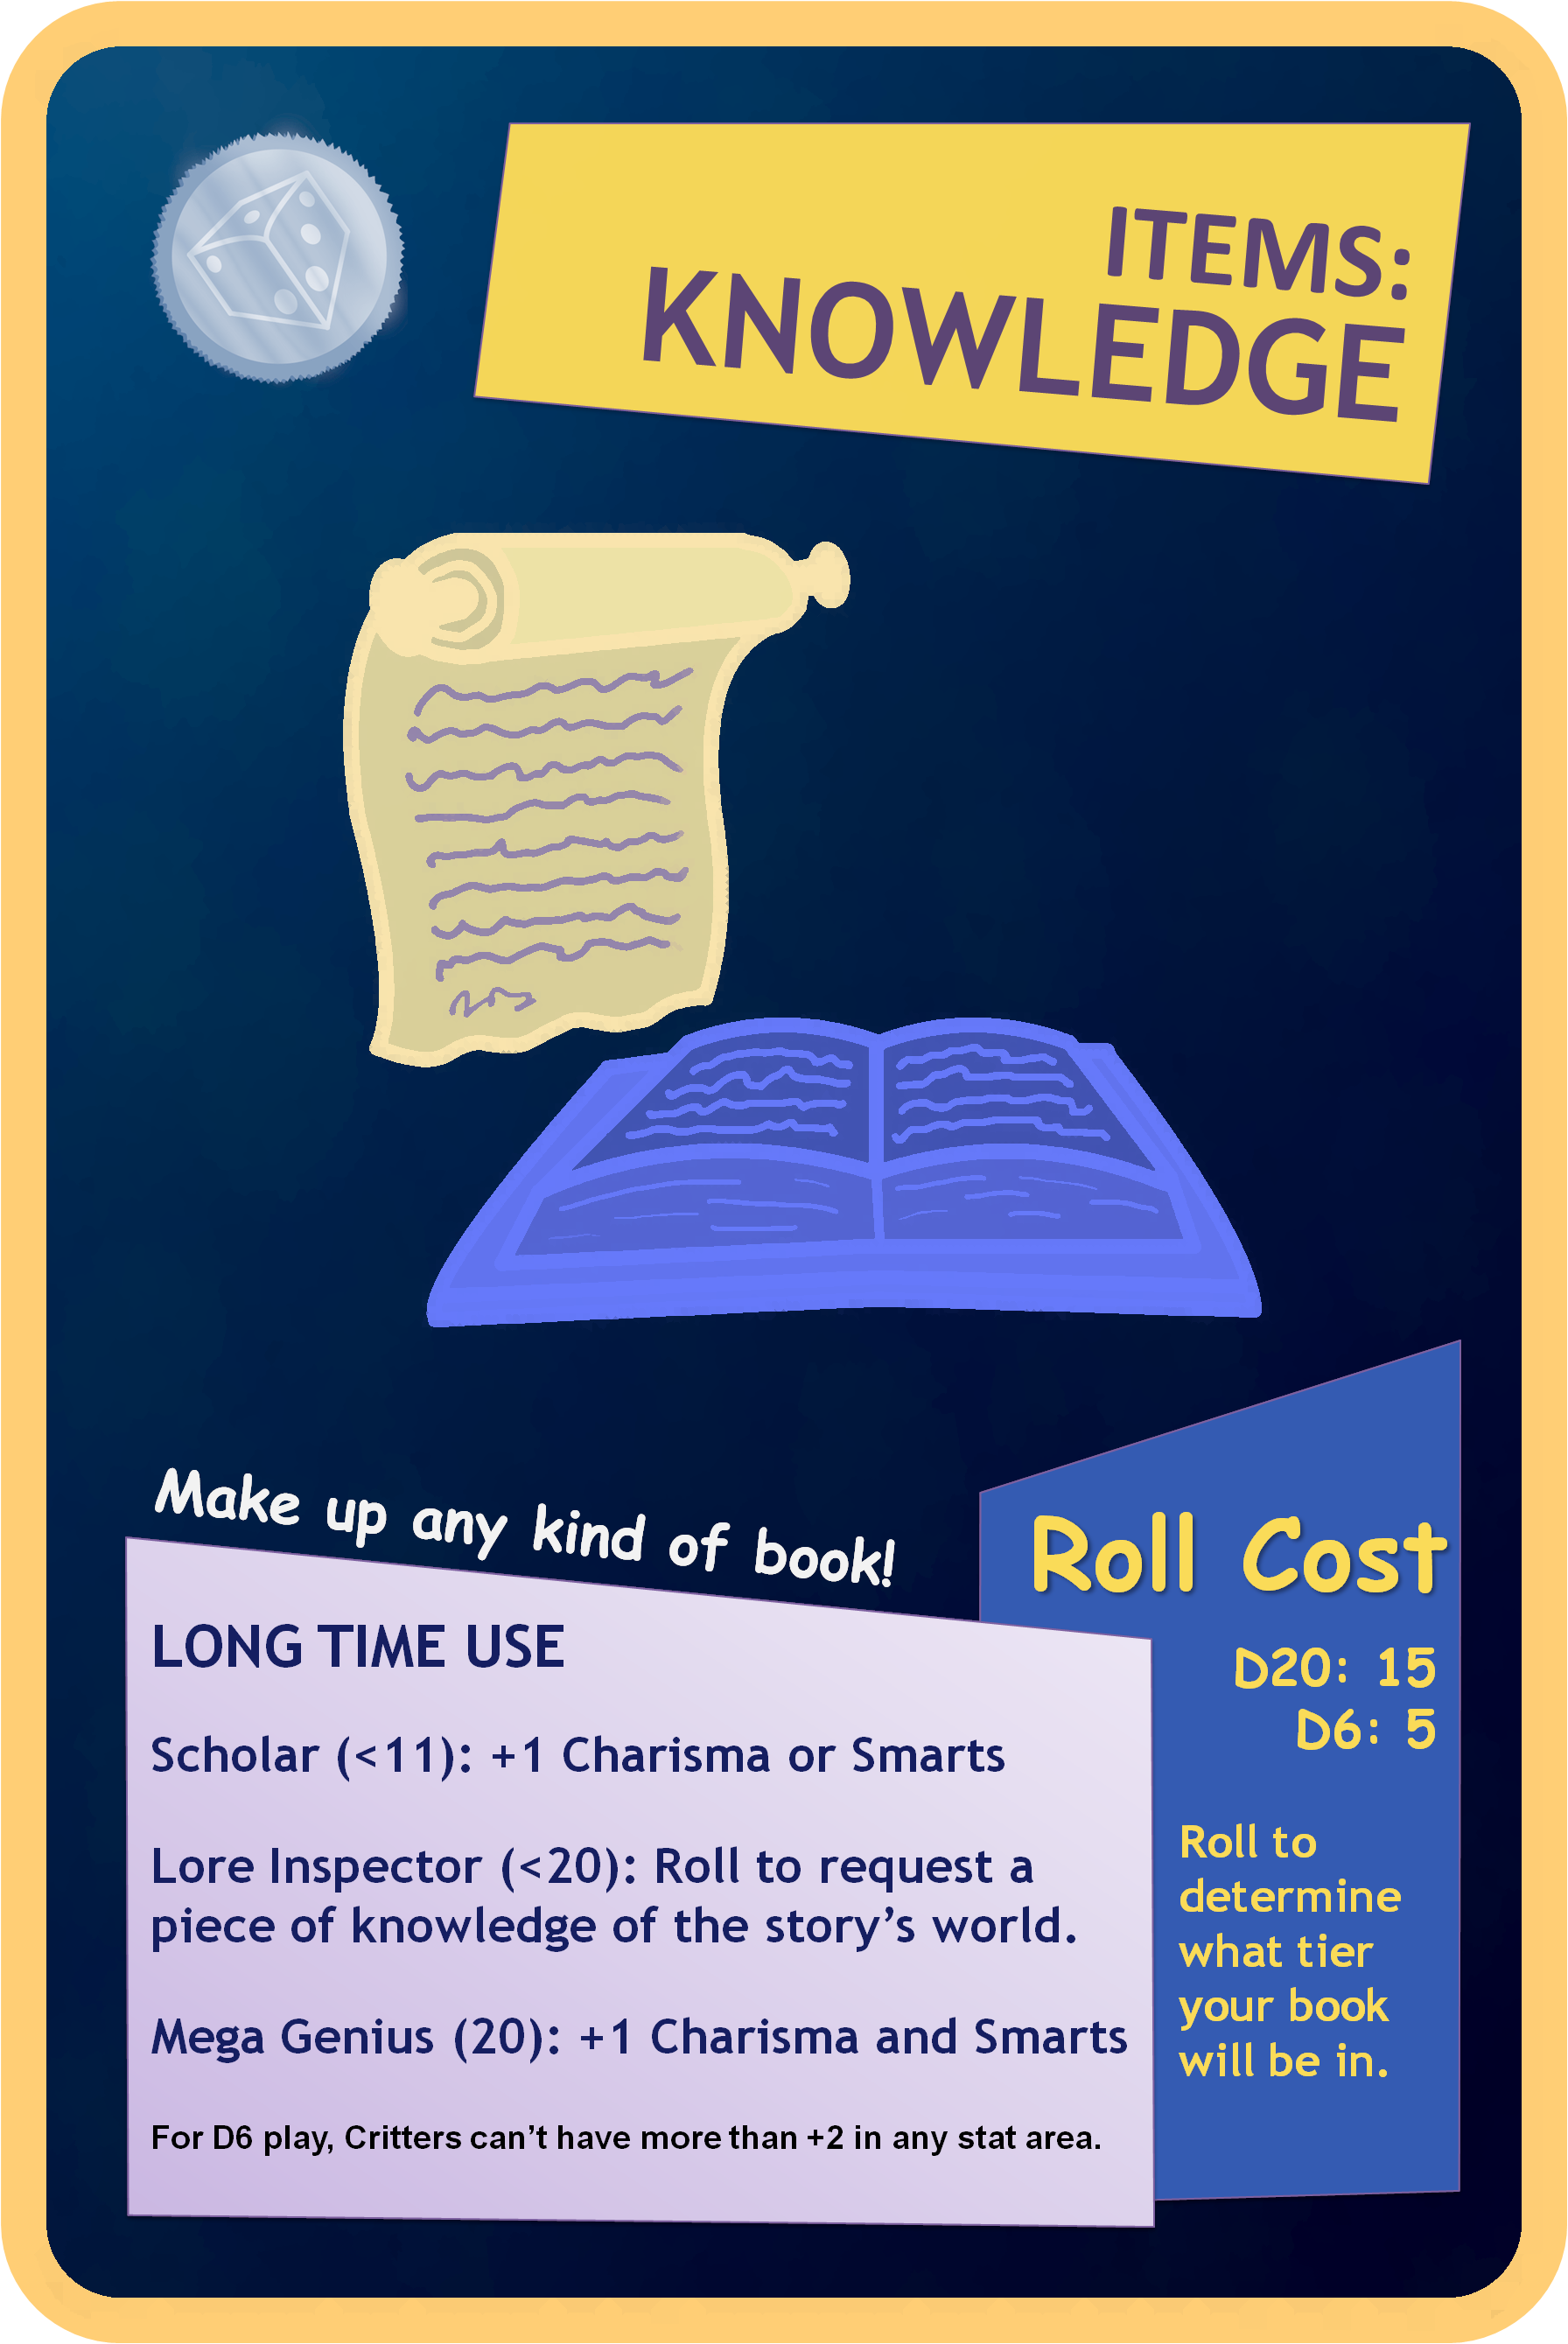 ITEMS:
KNOWLEDGE
Make up any kind of book!
LONG TIME USE
Scholar (<11): +1 Charisma or Smarts
Lore Inspector (<20): Roll to request a
piece of knowledge of the story’s world.
Mega Genius (20): +1 Charisma and Smarts
For D6 play, Critters can’t have more than +2 in any stat area.
Roll Cost
D20: 15
D6: 5
Roll to
determine
what tier
your book
will be in.